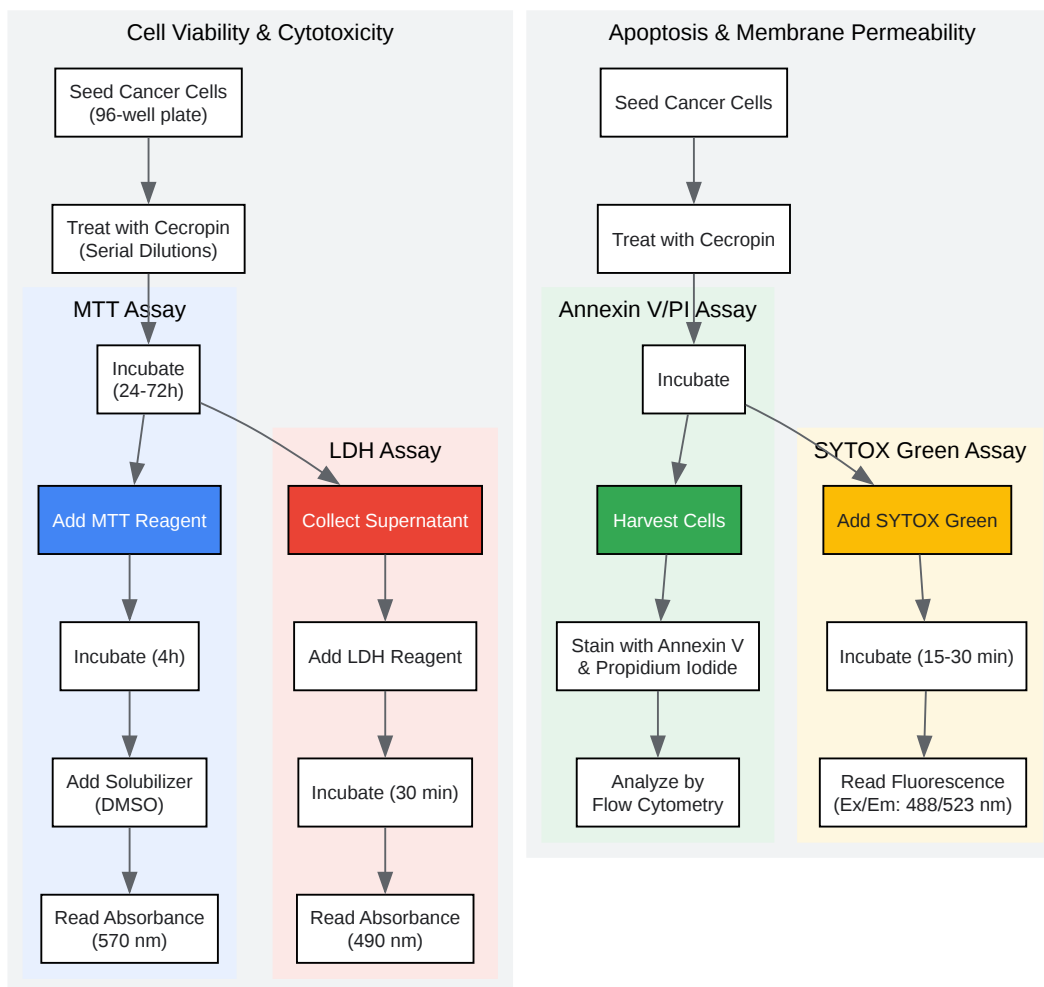 Cell Viability & Cytotoxicity
Seed Cancer Cells
(96-well plate)
Treat with Cecropin
(Serial Dilutions)
MTT Assay
Incubate
(24-72h)
Add MTT Reagent
Incubate (4h)
Add Solubilizer
(DMSO)
Read Absorbance
(570 nm)
LDH Assay
Collect Supernatant
Add LDH Reagent
Incubate (30 min)
Read Absorbance
(490 nm)
Apoptosis & Membrane Permeability
Seed Cancer Cells
Treat with Cecropin
Annexin V/PI Assay
Incubate
Harvest Cells
Stain with Annexin V
& Propidium Iodide
Analyze by
Flow Cytometry
SYTOX Green Assay
Add SYTOX Green
Incubate (15-30 min)
Read Fluorescence
(Ex/Em: 488/523 nm)